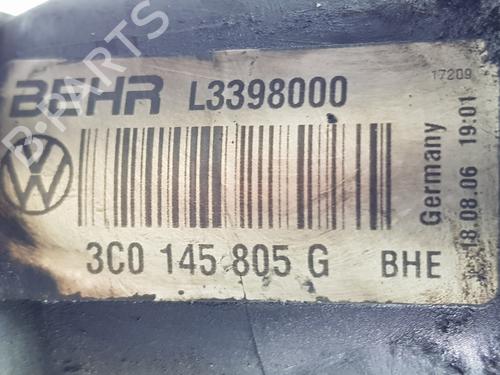 B-PARTS
17209
BEHR L3398000
3C0 145 805 G BHE
Germany
18.08.06 19:01